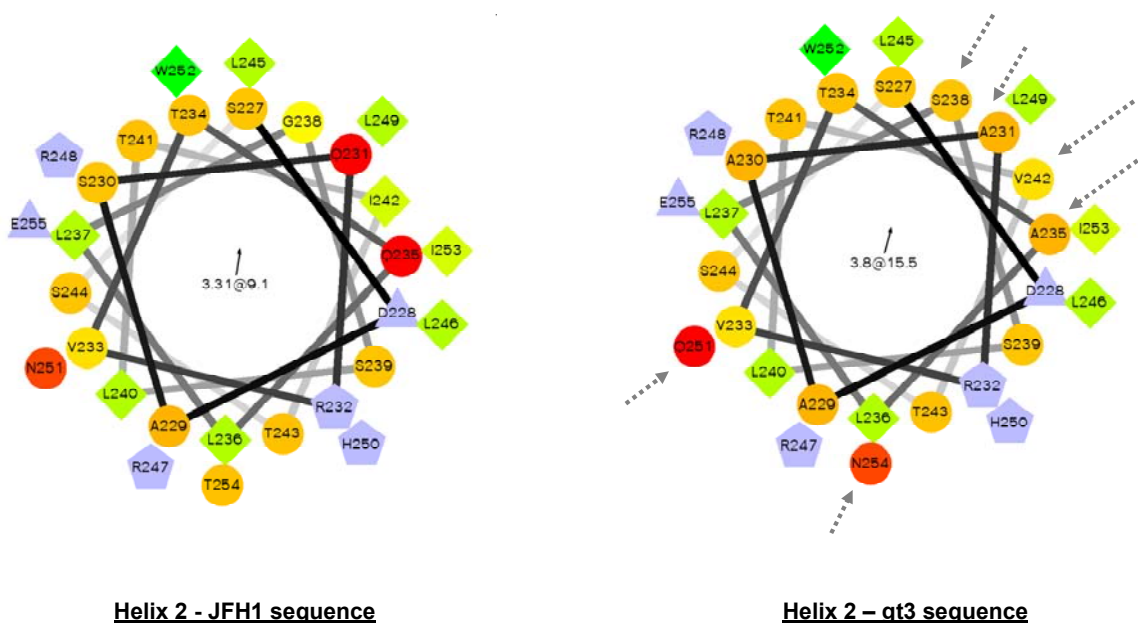 W252
L245
T234
S227
G238
L249
T241
Q231
R248
S230
I242
E255
L237
Q235
I253
3.31@9.1
S244
D228
L246
V233
N251
S239
L240
R232
A229
L236
T243
H250
R247
T254
Helix 2 - JFH1 sequence
W252
L245
T234
S227
S238
L249
T241
A231
R248
A230
V242
E255
L237
A235
I253
3.8@15.5
S244
D228
L246
V233
Q251
S239
L240
R232
A229
L236
T243
H250
R247
N254
Helix 2 – gt3 sequence